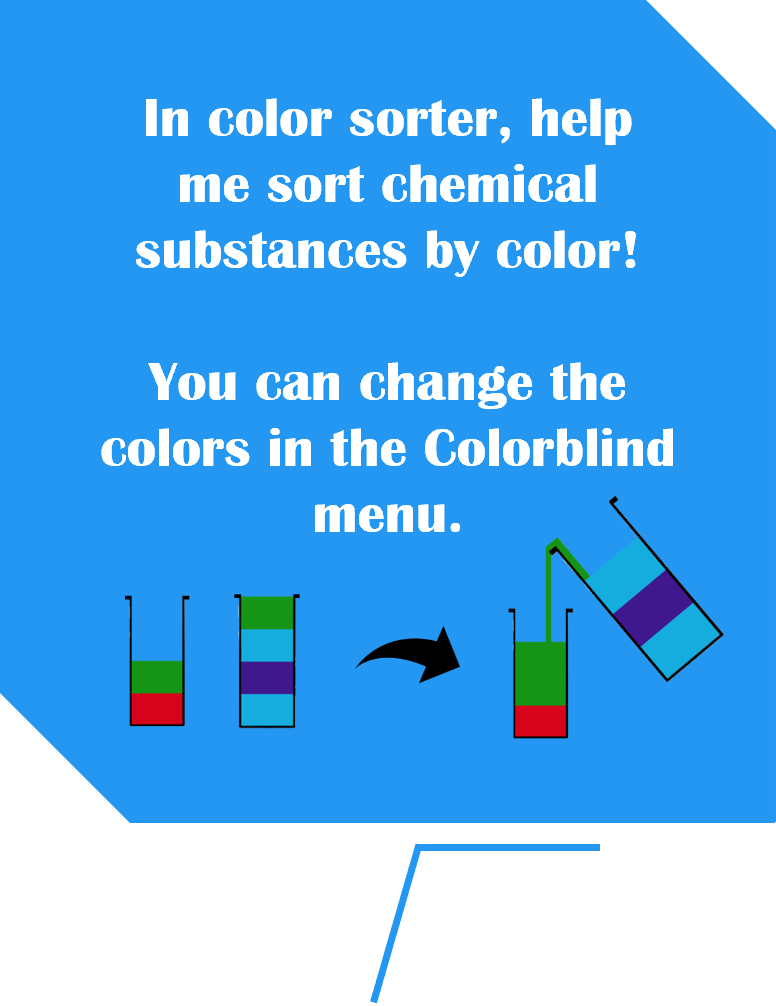 In color sorter, help
me sort chemical
substances by color!
You can change the
colors in the Colorblind
menu.